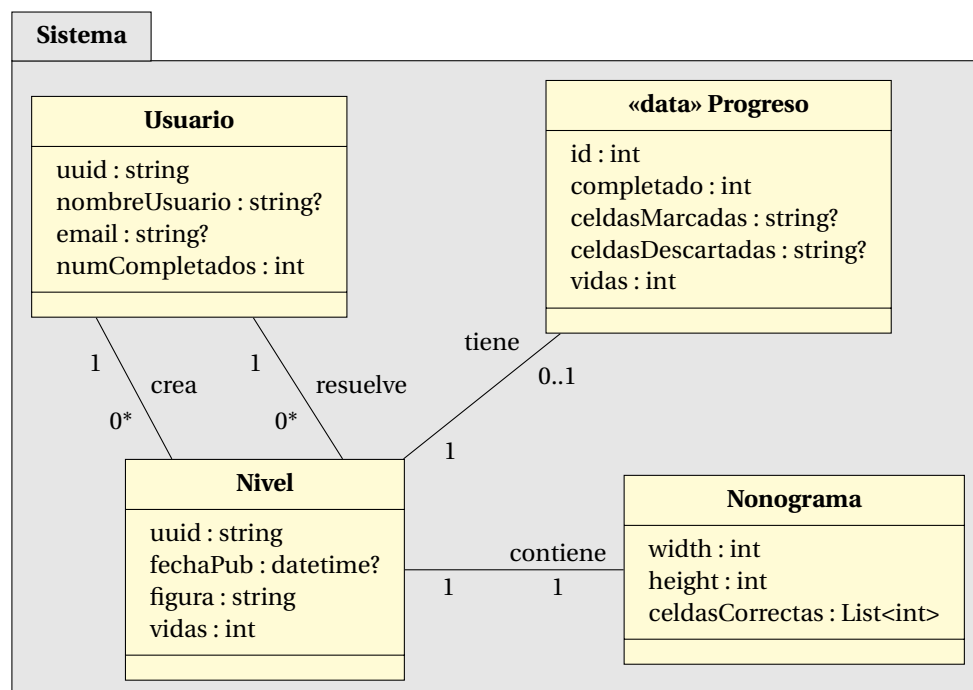 Sistema
Usuario
uuid : string
nombreUsuario : string?
email : string?
numCompletados : int
«data» Progreso
id : int
completado : int
celdasMarcadas : string?
celdasDescartadas : string?
vidas : int
1
crea
0*
1
resuelve
0*
tiene
0..1
1
Nivel
uuid : string
fechaPub : datetime?
figura : string
vidas : int
contiene
1
1
Nonograma
width : int
height : int
celdasCorrectas : List<int>